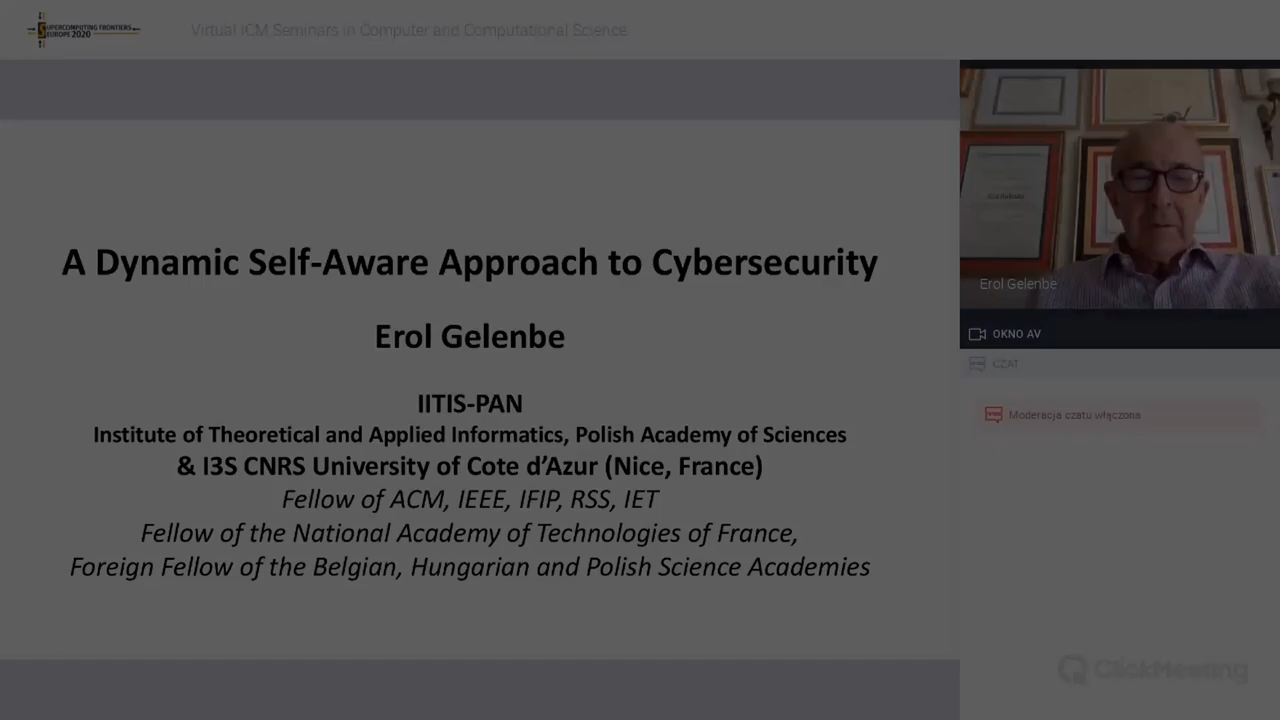 SUPERCOMPUTING FRONTIERS
EUROPE 2020
Virtual ICM Seminars in Computer and Computational Science
A Dynamic Self-Aware Approach to Cybersecurity
Erol Gelenbe
IITIS-PAN
Institute of Theoretical and Applied Informatics, Polish Academy of Sciences
& I3S CNRS University of Cote d’Azur (Nice, France)
Fellow of ACM, IEEE, IFIP, RSS, IET
Fellow of the National Academy of Technologies of France,
Foreign Fellow of the Belgian, Hungarian and Polish Science Academies
Erol Gelenbe
OKNO AV
CZAT
Moderacja czatu włączona
ClickMeeting